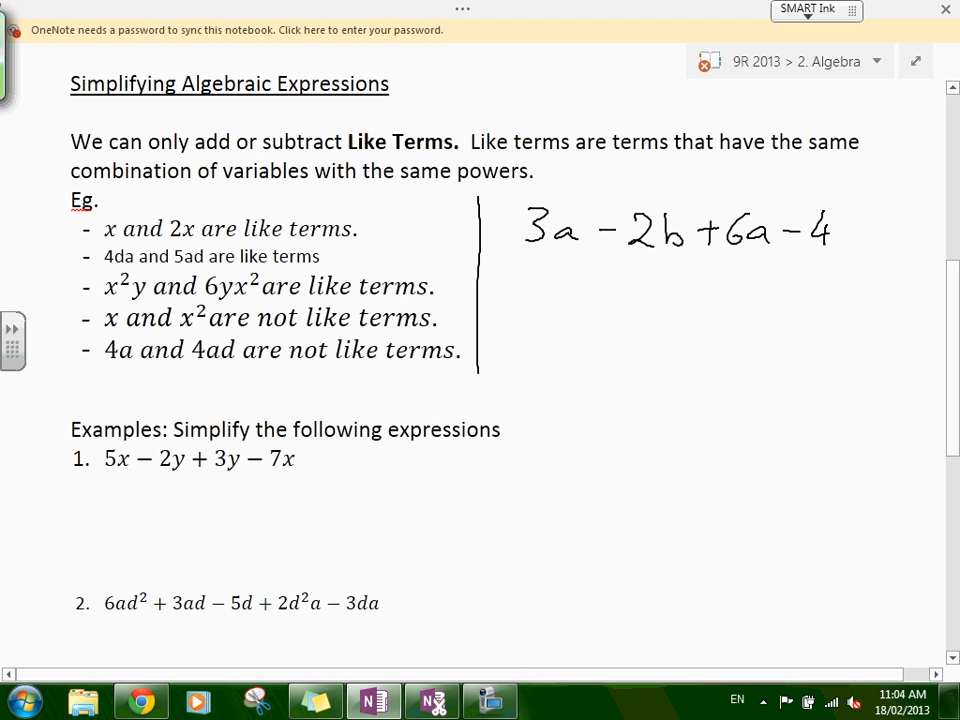 SMART Ink
OneNote needs a password to sync this notebook. Click here to enter your password.
9R 2013 > 2. Algebra
Simplifying Algebraic Expressions
We can only add or subtract Like Terms. Like terms are terms that have the same
combination of variables with the same powers.
Eg.
- x and 2x are like terms.
- 4da and 5ad are like terms
- x²y and 6yx² are like terms.
- x and x² are not like terms.
- 4a and 4ad are not like terms.
3a - 2b + 6a - 4
Examples: Simplify the following expressions
1. 5x − 2y + 3y − 7x
2. 6ad² + 3ad − 5d + 2d²a − 3da
EN
11:04 AM
18/02/2013